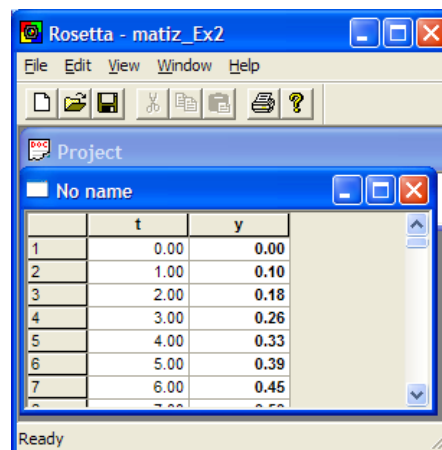 Rosetta - matiz_Ex2
File Edit View Window Help
DOC
Project
No name
t y
1 0.00 0.00
2 1.00 0.10
3 2.00 0.18
4 3.00 0.26
5 4.00 0.33
6 5.00 0.39
7 6.00 0.45
Ready